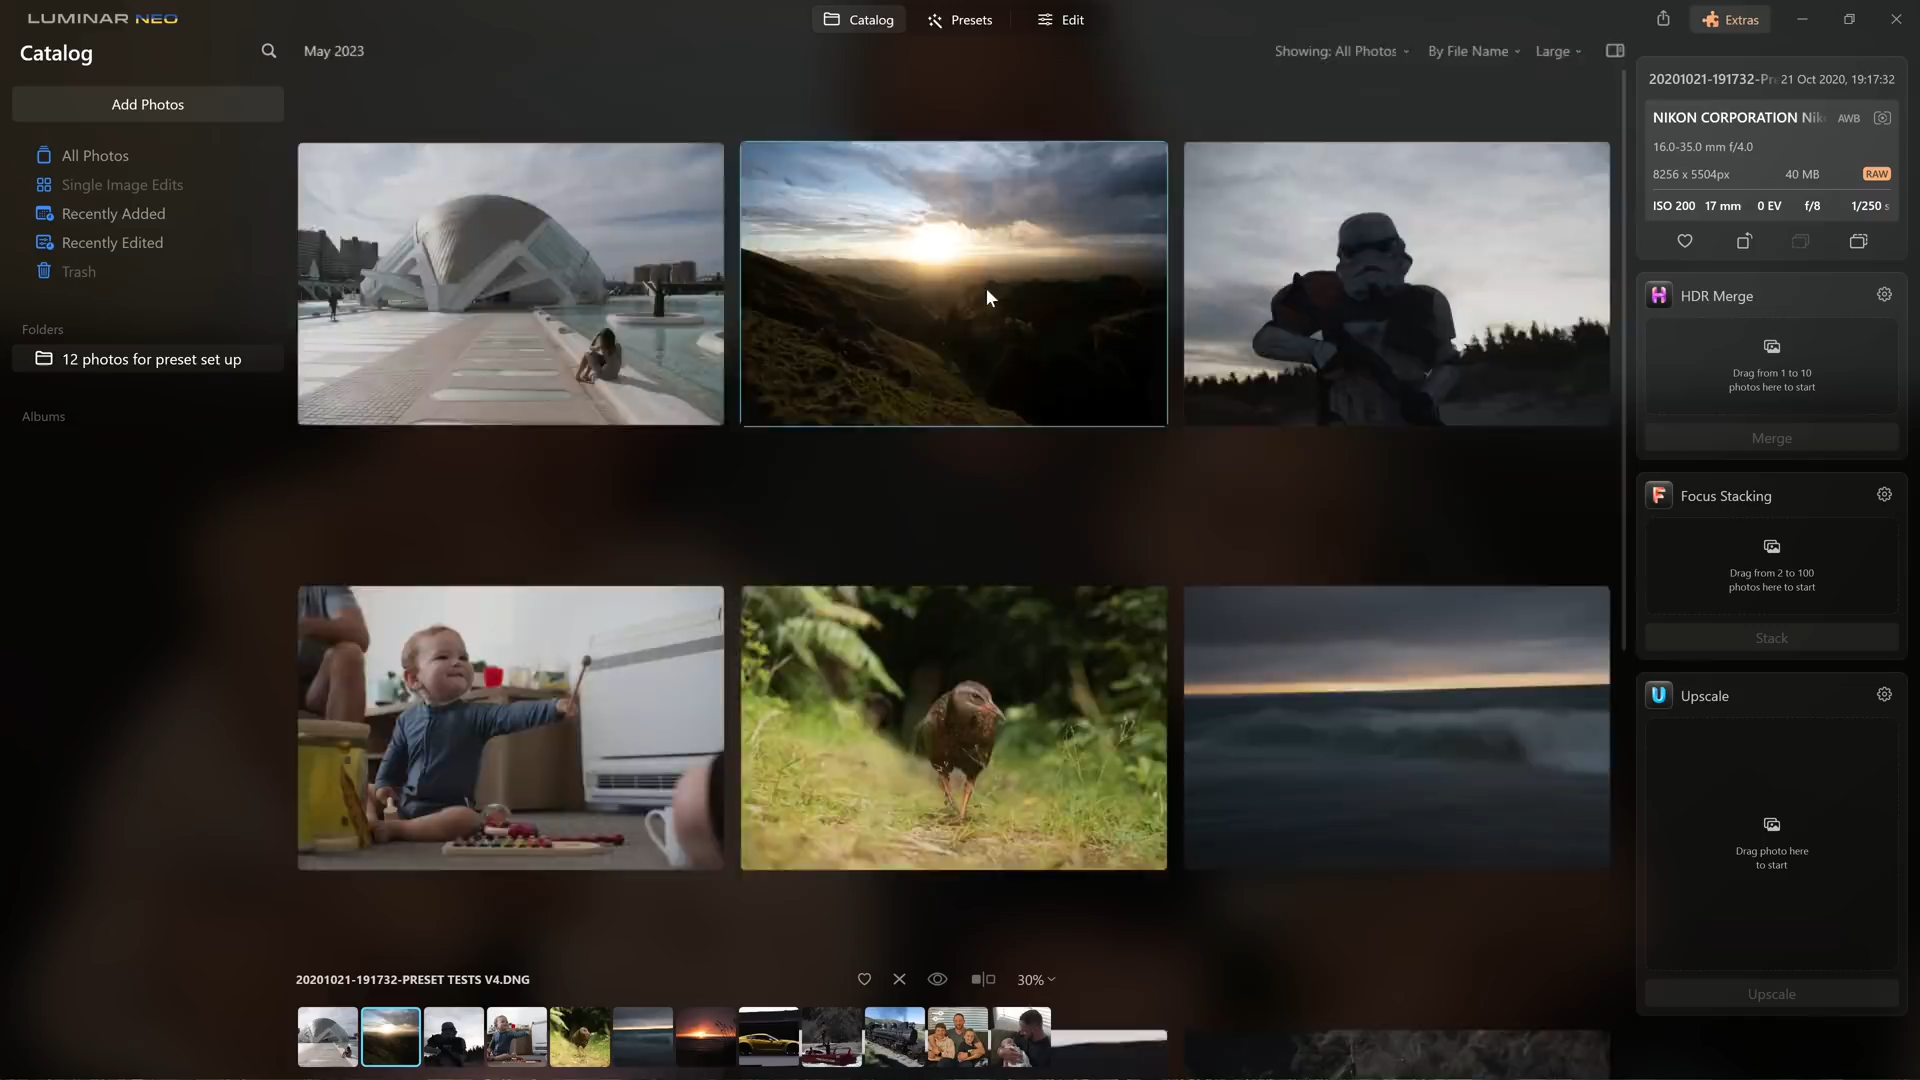 LUMINAR NEO
Catalog
Presets
Edit
Extras
Catalog
May 2023
Showing: All Photos
By File Name
Large
Add Photos
All Photos
Single Image Edits
Recently Added
Recently Edited
Trash
Folders
12 photos for preset set up
Albums
20201021-191732-Pr
21 Oct 2020, 19:17:32
NIKON CORPORATION Nik
AWB
16.0-35.0 mm f/4.0
8256 x 5504px
40 MB
RAW
ISO 200
17 mm
0 EV
f/8
1/250 s
HDR Merge
Drag from 1 to 10
photos here to start
Merge
Focus Stacking
Drag from 2 to 100
photos here to start
Stack
Upscale
Drag photo here
to start
Upscale
20201021-191732-PRESET TESTS V4.DNG
30%